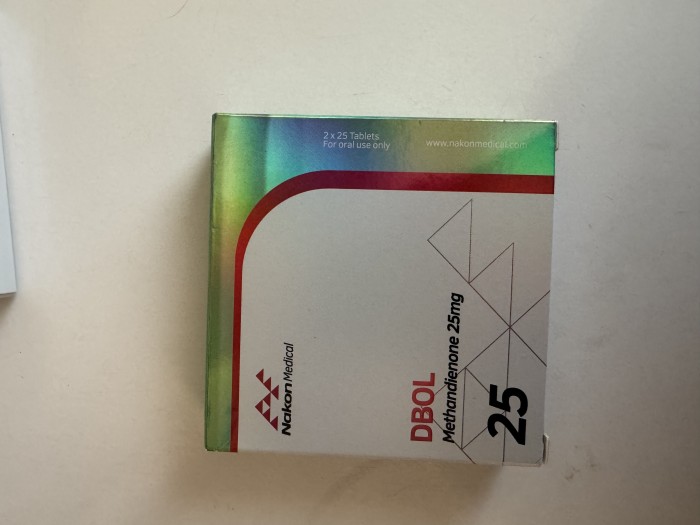 2 x 25 Tablets
For oral use only
www.nakonmedical.com
Nakon Medical
DBOL
Methandienone 25mg
25